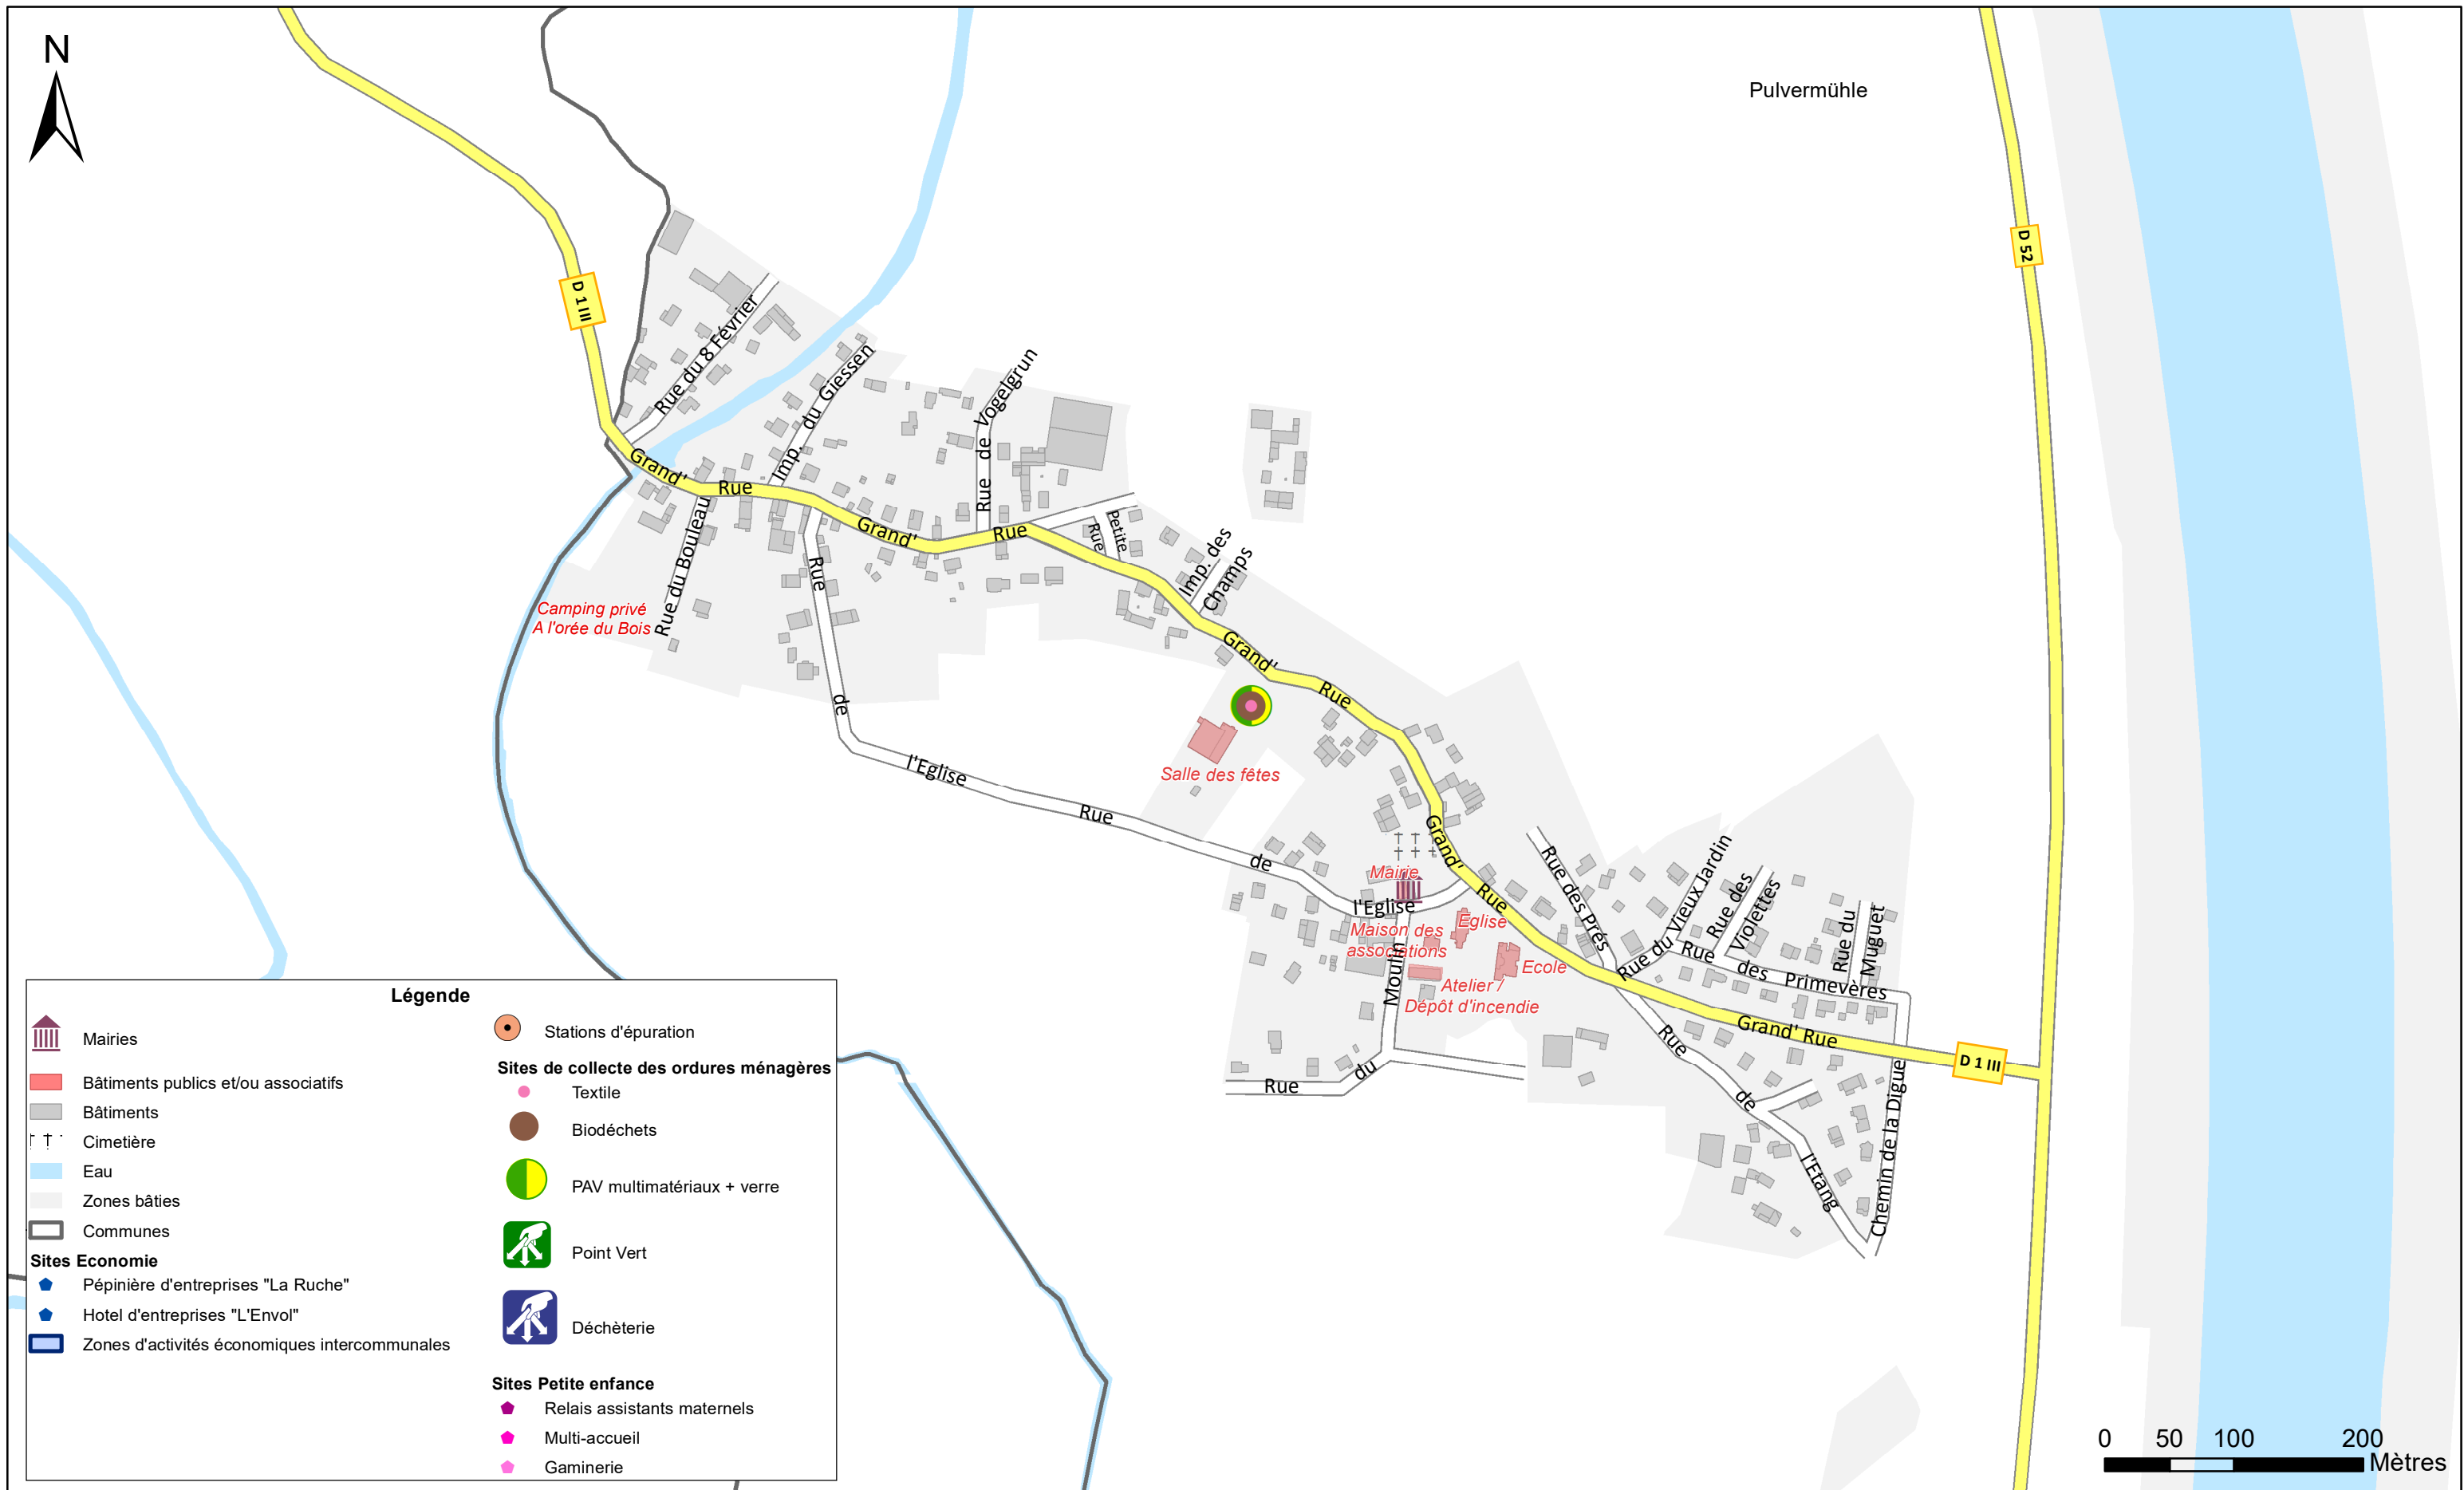 N
Pulvermühle
D 52
D 1 III
Rue du 8 Février
Imp. du Giessen
Rue de Vogelgrun
Grand' Rue
Grand' Rue
Rue du Bouleau
Rue
Petite
Imp. des
Champs
Camping privé
A l'orée du Bois
Rue de l'Eglise
Grand' Rue
Salle des fêtes
Rue de l'Eglise
Grand' Rue
Mairie
Maison des
associations
Eglise
Ecole
Atelier /
Dépôt d'incendie
Rue du Moulin
Rue des Prés
Rue du Vieux Jardin
Rue des
Violettes
Rue du
Muguet
Rue des Primevères
Grand' Rue
D 1 III
Rue de l'Etang
Chemin de la Digue
Légende
Mairies
Bâtiments publics et/ou associatifs
Bâtiments
Cimetière
Eau
Zones bâties
Communes
Sites Economie
Pépinière d'entreprises "La Ruche"
Hotel d'entreprises "L'Envol"
Zones d'activités économiques intercommunales
Stations d'épuration
Sites de collecte des ordures ménagères
Textile
Biodéchets
PAV multimatériaux + verre
Point Vert
Déchèterie
Sites Petite enfance
Relais assistants maternels
Multi-accueil
Gaminerie
0 50 100 200
Mètres